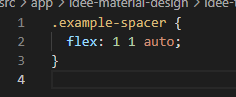 src > app > idee-material-design > idee-
1 .example-spacer {
2 flex: 1 1 auto;
3 }
4